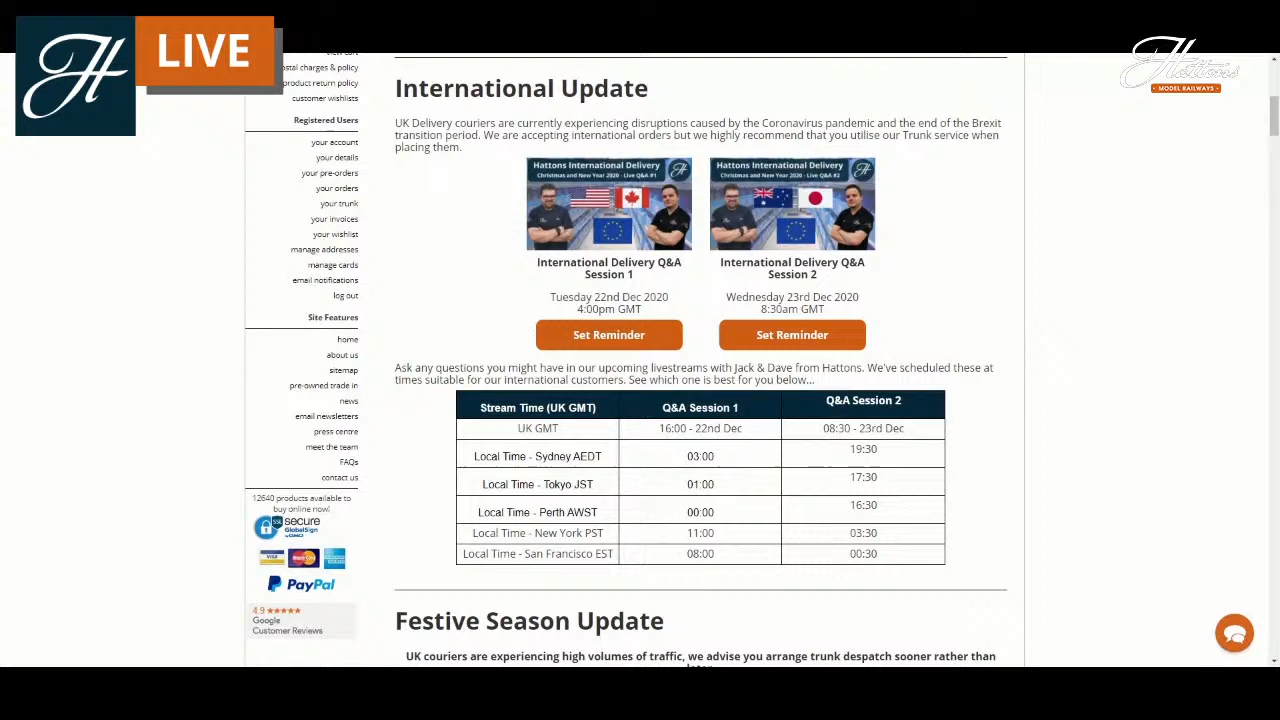 LIVE
Hattons
MODEL RAILWAYS
view cart
postal charges & policy
product return policy
customer wishlists
Registered Users
your account
your details
your pre-orders
your orders
your trunk
your invoices
your wishlist
manage addresses
manage cards
email notifications
log out
Site Features
home
about us
sitemap
pre-owned trade in
news
email newsletters
press centre
meet the team
FAQs
contact us
12640 products available to
buy online now!
SSL secure
GlobalSign
by GMO
VISA
MasterCard
PayPal
4.9 ★★★★★
Google
Customer Reviews
International Update
UK Delivery couriers are currently experiencing disruptions caused by the Coronavirus pandemic and the end of the Brexit
transition period. We are accepting international orders but we highly recommend that you utilise our Trunk service when
placing them.
Hattons International Delivery
Christmas and New Year 2020 - Live Q&A #1
Hattons International Delivery
Christmas and New Year 2020 - Live Q&A #2
International Delivery Q&A
Session 1
International Delivery Q&A
Session 2
Tuesday 22nd Dec 2020
4:00pm GMT
Wednesday 23rd Dec 2020
8:30am GMT
Set Reminder
Set Reminder
Ask any questions you might have in our upcoming livestreams with Jack & Dave from Hattons. We've scheduled these at
times suitable for our international customers. See which one is best for you below...
Stream Time (UK GMT) Q&A Session 1 Q&A Session 2
UK GMT 16:00 - 22nd Dec 08:30 - 23rd Dec
Local Time - Sydney AEDT 03:00 19:30
Local Time - Tokyo JST 01:00 17:30
Local Time - Perth AWST 00:00 16:30
Local Time - New York PST 11:00 03:30
Local Time - San Francisco EST 08:00 00:30
Festive Season Update
UK couriers are experiencing high volumes of traffic, we advise you arrange trunk despatch sooner rather than